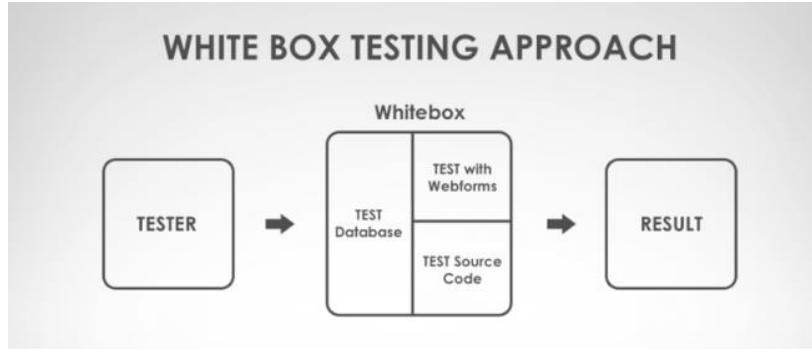 WHITE BOX TESTING APPROACH
Whitebox
TESTER
TEST
Database
TEST with
Webforms
TEST Source
Code
RESULT